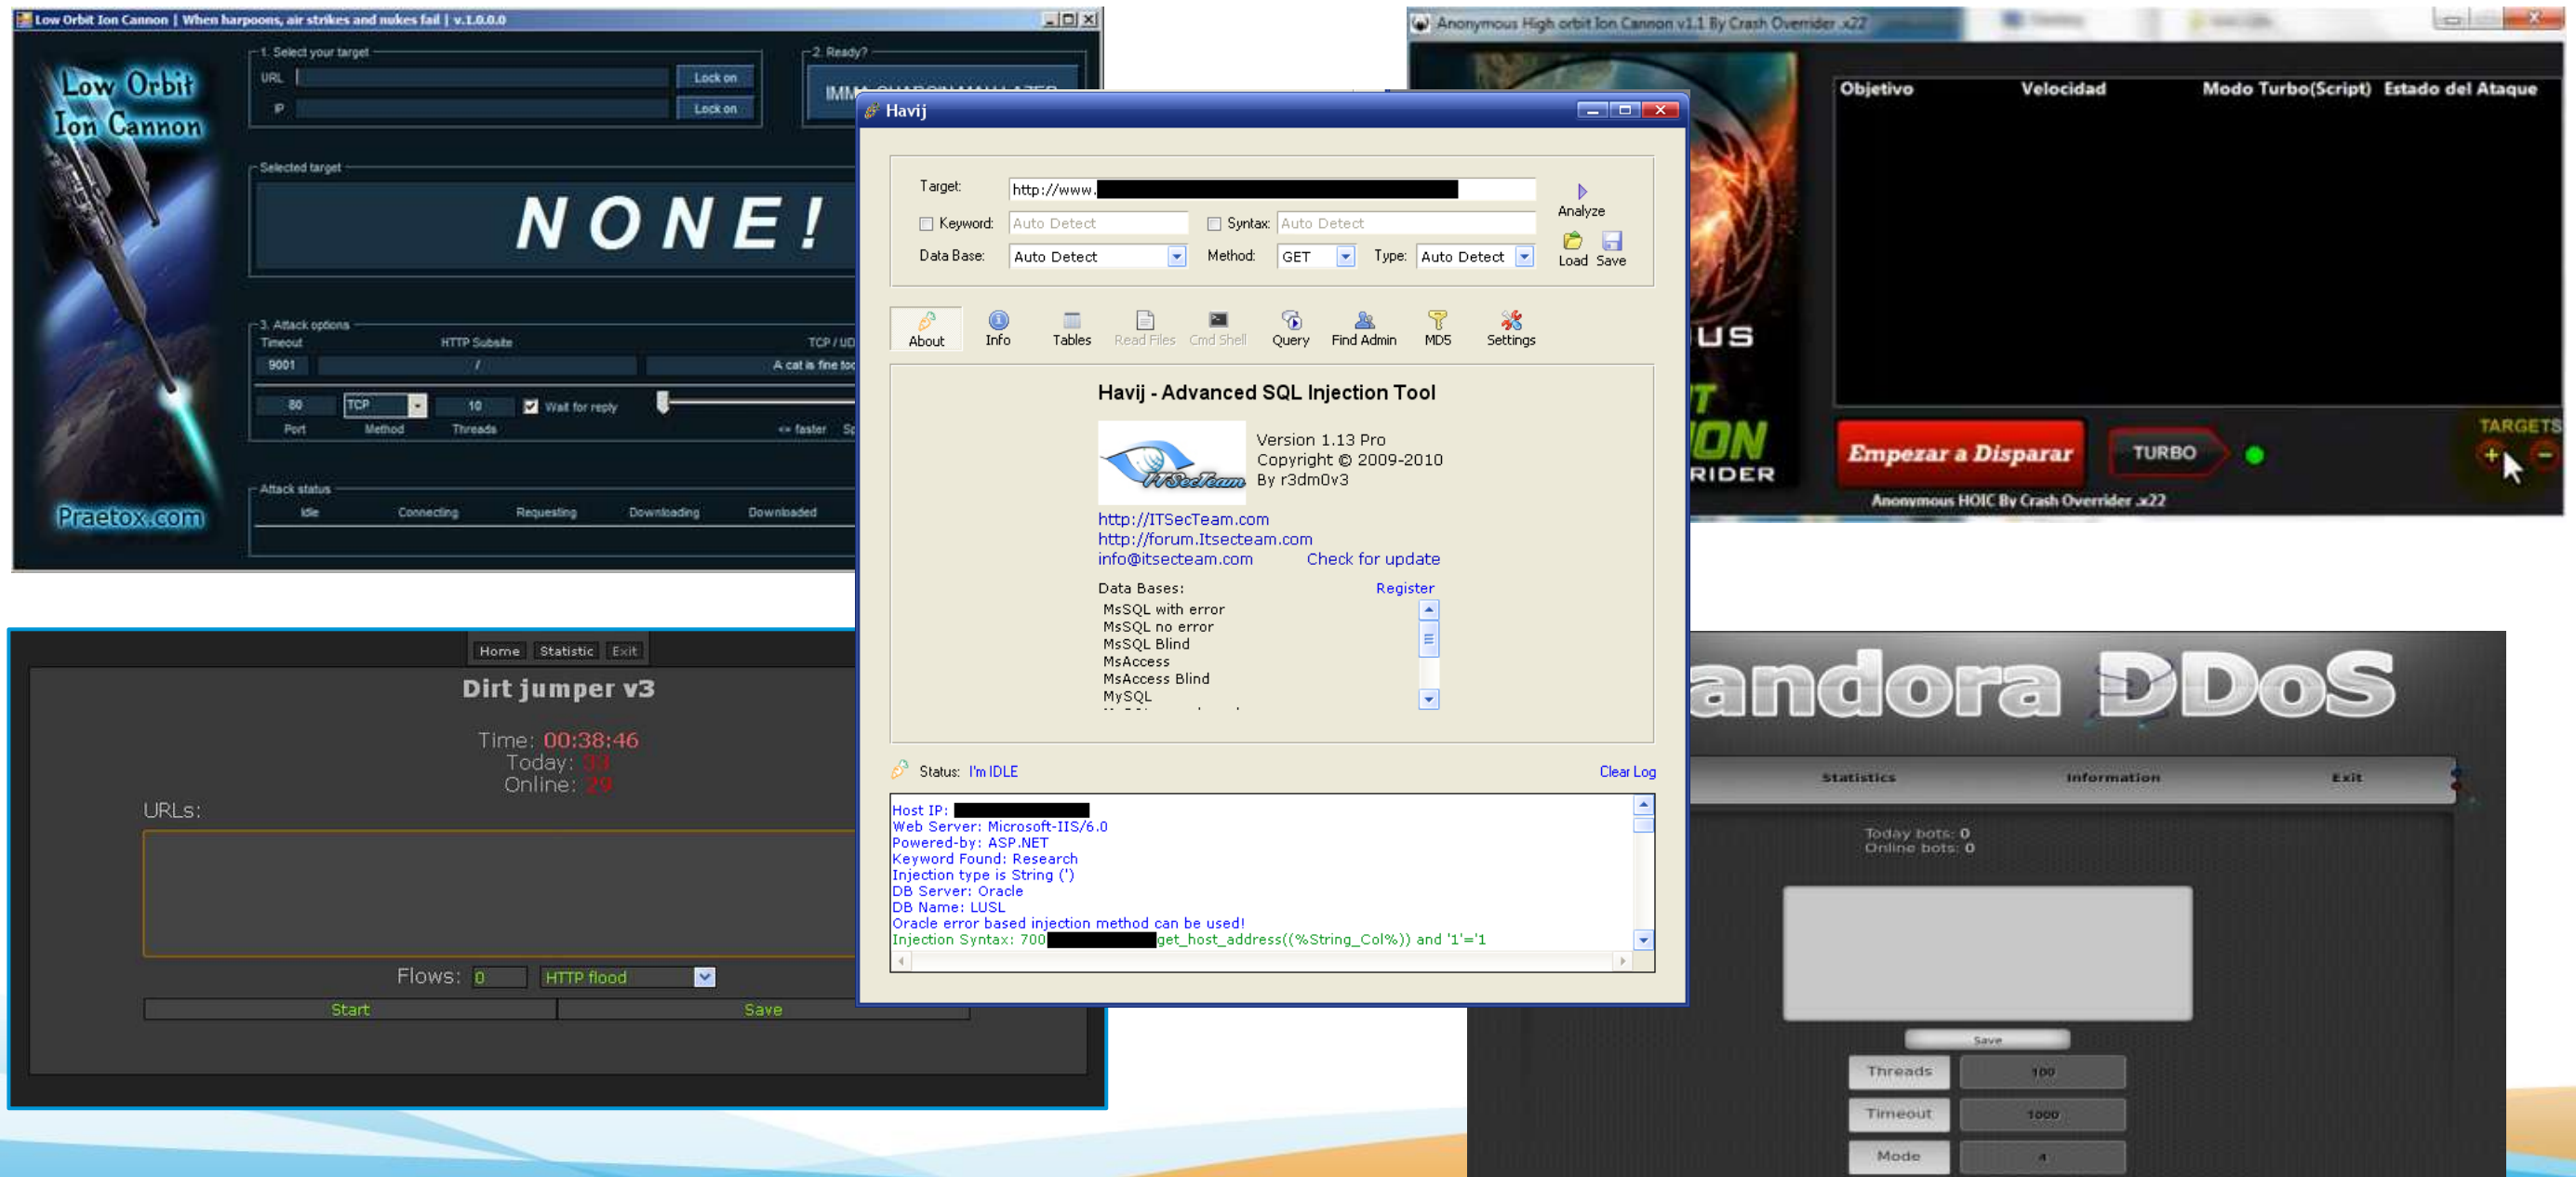 Low Orbit Ion Cannon | When harpoons, air strikes and nukes fail | v.1.0.0.0
Low Orbit
Ion Cannon
Praetox.com
1. Select your target
URL
Lock on
IP
Lock on
2. Ready?
Selected target
NONE!
3. Attack options
Timeout
HTTP Subsite
9001
/
A cat is fine
80
TCP
10
Wait for reply
Port
Method
Threads
<= faster
Attack status
Idle
Connecting
Requesting
Downloading
Downloaded
Anonymous High orbit Ion Cannon v1.1 By Crash Overrider .x22
Objetivo
Velocidad
Modo Turbo(Script)
Estado del Ataque
US
ION
RIDER
Empezar a Disparar
TURBO
TARGETS
+
-
Anonymous HOIC By Crash Overrider .x22
Havij
Target:
http://www.
Analyze
Keyword:
Auto Detect
Syntax:
Auto Detect
Data Base:
Auto Detect
Method:
GET
Type:
Auto Detect
Load
Save
About
Info
Tables
Read Files
Cmd Shell
Query
Find Admin
MD5
Settings
Havij - Advanced SQL Injection Tool
ITSecTeam
Version 1.13 Pro
Copyright © 2009-2010
By r3dm0v3
http://ITSecTeam.com
http://forum.Itsecteam.com
info@itsecteam.com
Check for update
Data Bases:
Register
MsSQL with error
MsSQL no error
MsSQL Blind
MsAccess
MsAccess Blind
MySQL
Status: I'm IDLE
Clear Log
Host IP:
Web Server: Microsoft-IIS/6.0
Powered-by: ASP.NET
Keyword Found: Research
Injection type is String (')
DB Server: Oracle
DB Name: LUSL
Oracle error based injection method can be used!
Injection Syntax: 700
get_host_address((%String_Col%)) and '1'='1
Home
Statistic
Exit
Dirt jumper v3
Time: 00:38:46
Today: 33
Online: 29
URLs:
Flows:
0
HTTP flood
Start
Save
andora DDoS
Statistics
Information
Exit
Today bots: 0
Online bots: 0
Save
Threads
100
Timeout
1000
Mode
4